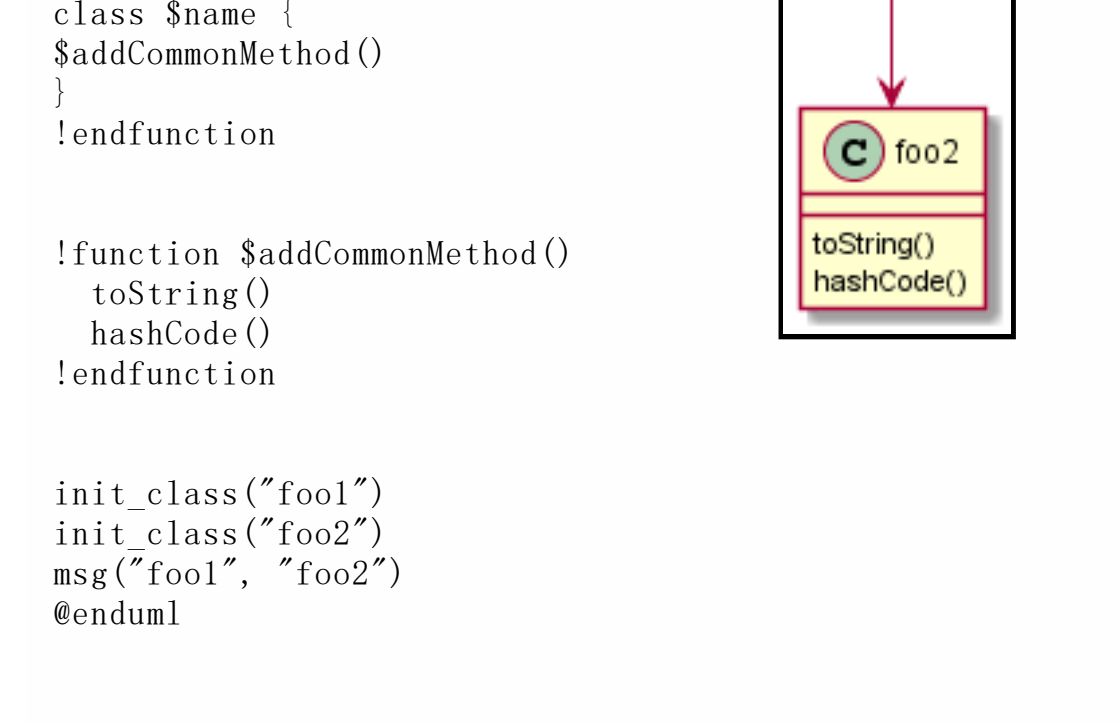 class $name {
$addCommonMethod()
}
!endfunction
!function $addCommonMethod()
  toString()
  hashCode()
!endfunction
init_class("foo1")
init_class("foo2")
msg("foo1", "foo2")
@enduml
C foo2
toString()
hashCode()